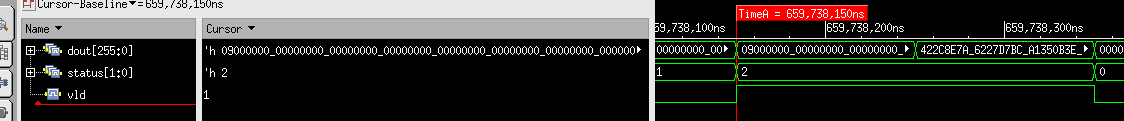 Cursor-Baseline▼=659,738,150ns
TimeA = 659,738,150ns
Name ▼ Cursor ▼ 659,738,100ns 659,738,200ns 659,738,300ns
dout[255:0] 'h 09000000_00000000_00000000_00000000_00000000_00000000_00000000_000000 00000000_00 09000000_00000000_00000000_ 422C8E7A_6227D7BC_A1350B3E_ 0000
status[1:0] 'h 2 1 2 0
vld 1